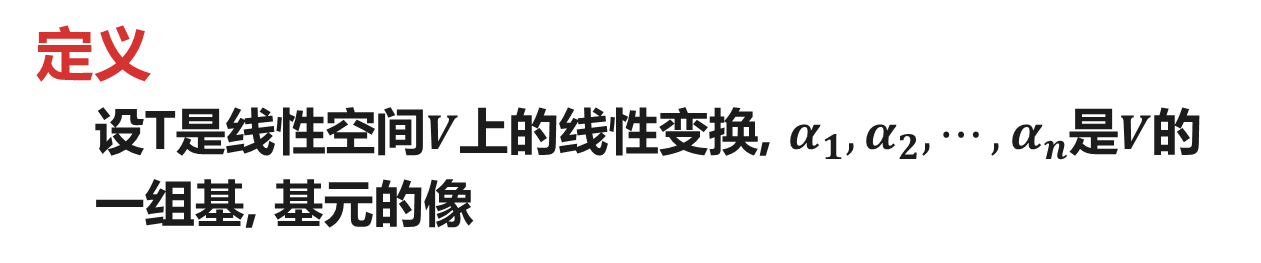 定义
设T是线性空间V上的线性变换, α₁, α₂, ⋯ , αₙ是V的
一组基, 基元的像